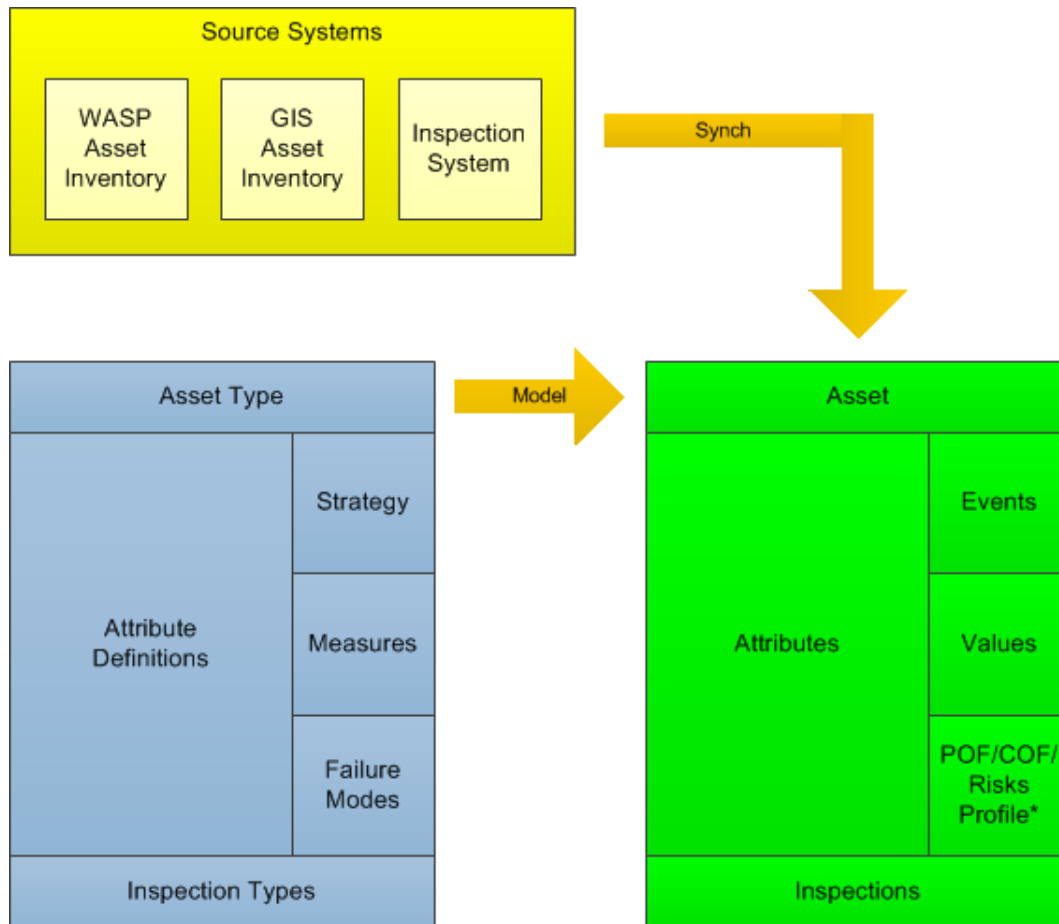 Source Systems
WASP
Asset
Inventory
GIS
Asset
Inventory
Inspection
System
Synch
Asset Type
Attribute
Definitions
Strategy
Measures
Failure
Modes
Inspection Types
Model
Asset
Attributes
Events
Values
POF/COF/
Risks
Profile*
Inspections